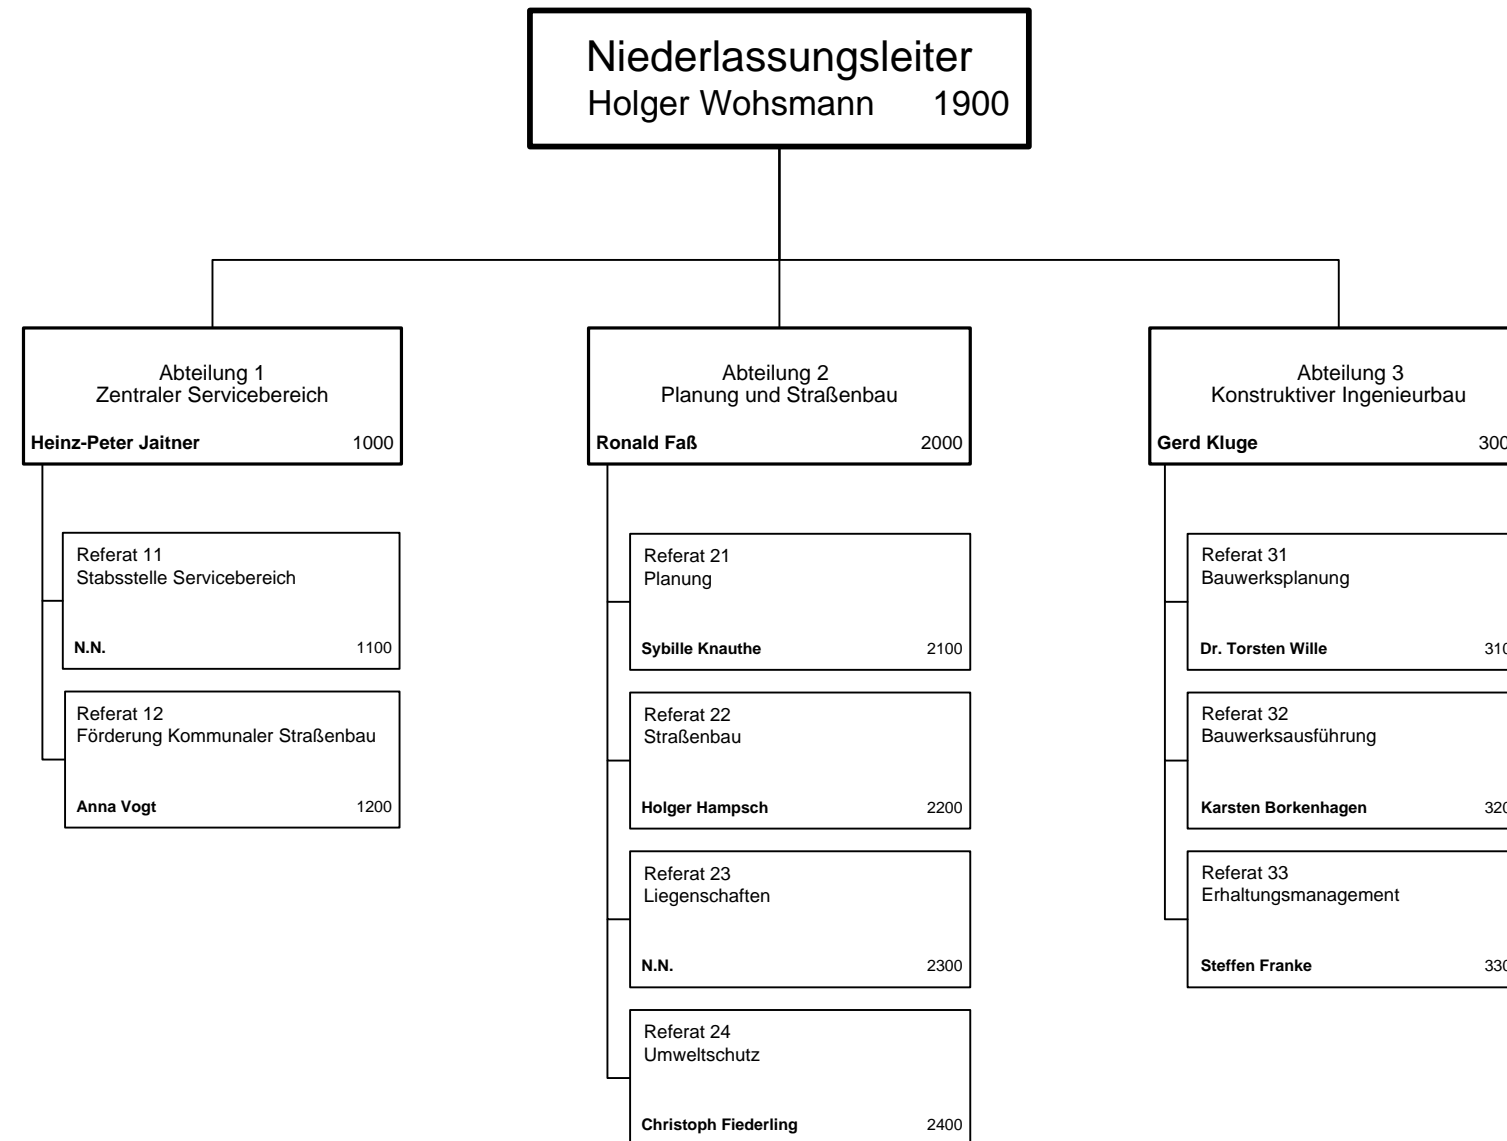 Niederlassungsleiter
Holger Wohsmann 1900
Abteilung 1
Zentraler Servicebereich
Heinz-Peter Jaitner 1000
Referat 11
Stabsstelle Servicebereich
N.N. 1100
Referat 12
Förderung Kommunaler Straßenbau
Anna Vogt 1200
Abteilung 2
Planung und Straßenbau
Ronald Faß 2000
Referat 21
Planung
Sybille Knauthe 2100
Referat 22
Straßenbau
Holger Hampsch 2200
Referat 23
Liegenschaften
N.N. 2300
Referat 24
Umweltschutz
Christoph Fiederling 2400
Abteilung 3
Konstruktiver Ingenieurbau
Gerd Kluge
Referat 31
Bauwerksplanung
Dr. Torsten Wille
Referat 32
Bauwerksausführung
Karsten Borkenhagen
Referat 33
Erhaltungsmanagement
Steffen Franke